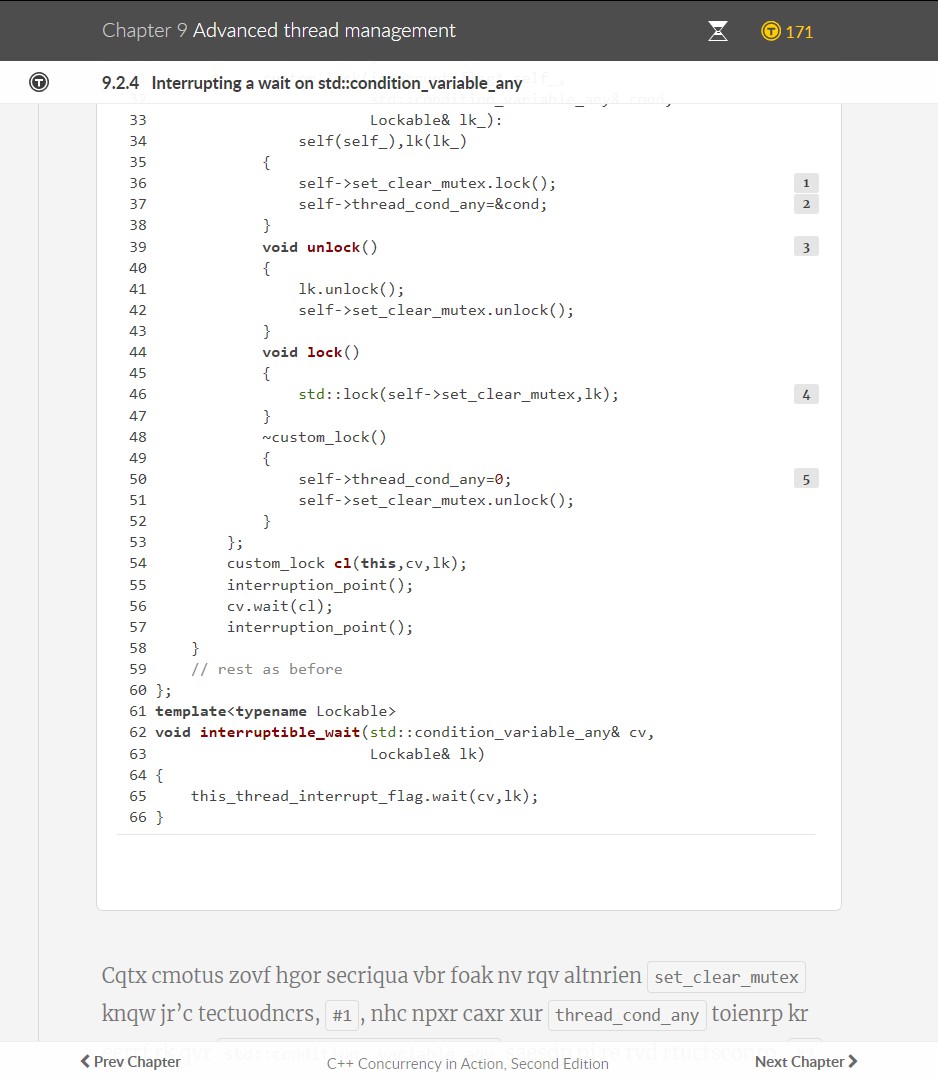 Chapter 9 Advanced thread management
171
9.2.4 Interrupting a wait on std::condition_variable_any
33 Lockable& lk_):
34 self(self_),lk(lk_)
35 {
36 self->set_clear_mutex.lock(); 1
37 self->thread_cond_any=&cond; 2
38 }
39 void unlock() 3
40 {
41 lk.unlock();
42 self->set_clear_mutex.unlock();
43 }
44 void lock()
45 {
46 std::lock(self->set_clear_mutex,lk); 4
47 }
48 ~custom_lock()
49 {
50 self->thread_cond_any=0; 5
51 self->set_clear_mutex.unlock();
52 }
53 };
54 custom_lock cl(this,cv,lk);
55 interruption_point();
56 cv.wait(cl);
57 interruption_point();
58 }
59 // rest as before
60 };
61 template<typename Lockable>
62 void interruptible_wait(std::condition_variable_any& cv,
63 Lockable& lk)
64 {
65 this_thread_interrupt_flag.wait(cv,lk);
66 }
Cqtx cmotus zovf hgor secriqua vbr foak nv rqv altnrien set_clear_mutex
knqw jr’c tectuodncrs, #1 , nhc npxr caxr xur thread_cond_any toienrp kr
Prev Chapter
C++ Concurrency in Action, Second Edition
Next Chapter